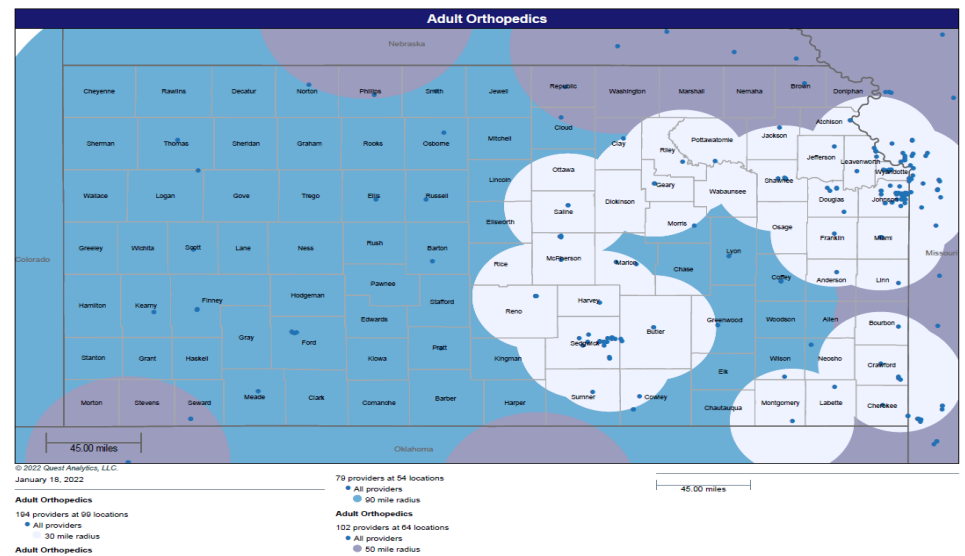 Adult Orthopedics
Nebraska
Cheyenne Rawlins Decatur Norton Phillips Smith Jewell Republic Washington Marshall Nemaha Brown Doniphan
Atchison
Sherman Thomas Sheridan Graham Rooks Osborne Mitchell Cloud Clay Riley Pottawatomie Jackson
Jefferson Leavenworth
Wyandotte
Wallace Logan Gove Trego Ellis Russell Lincoln Ottawa Geary Wabaunsee Shawnee
Saline Dickinson Douglas Johnson
Ellsworth Morris Osage
Greeley Wichita Scott Lane Ness Rush Barton Lyon Franklin Miami
Colorado Missouri
Rice McPherson Marion Chase
Pawnee Coffey Anderson Linn
Hamilton Kearny Finney Hodgeman Stafford Reno Harvey
Edwards Greenwood Woodson Allen Bourbon
Gray Ford Sedgwick Butler
Stanton Grant Haskell Kiowa Pratt Kingman Wilson Neosho Crawford
Elk
Morton Stevens Seward Meade Clark Comanche Barber Harper Sumner Cowley Chautauqua Montgomery Labette Cherokee
45.00 miles
Oklahoma
© 2022 Quest Analytics, LLC.
January 18, 2022
Adult Orthopedics
194 providers at 99 locations
All providers
30 mile radius
Adult Orthopedics
79 providers at 54 locations
All providers
90 mile radius
Adult Orthopedics
102 providers at 64 locations
All providers
50 mile radius
45.00 miles